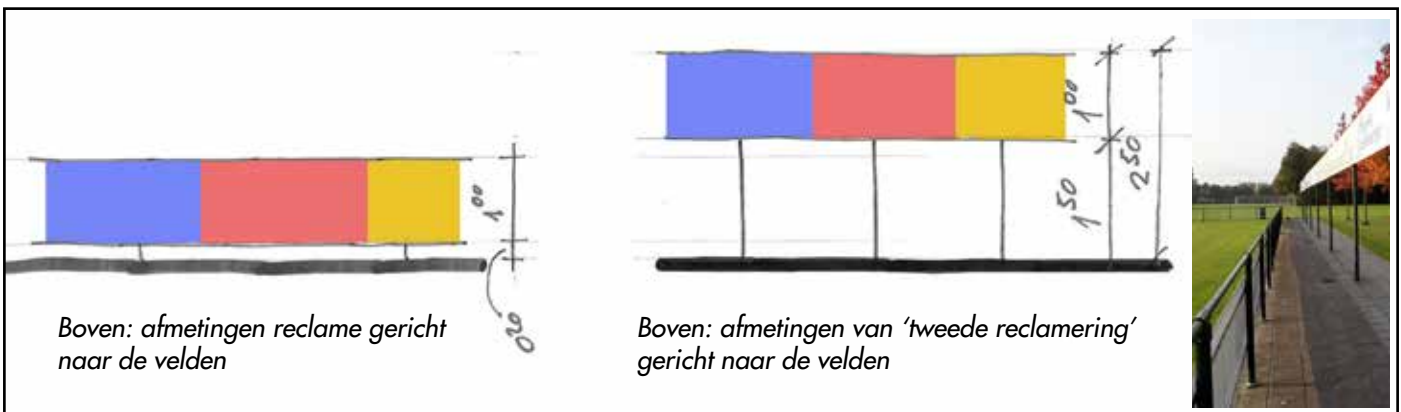 1⁰⁰
0²⁰
Boven: afmetingen reclame gericht
naar de velden
1⁰⁰
1⁵⁰
2⁵⁰
Boven: afmetingen van ‘tweede reclamering’
gericht naar de velden